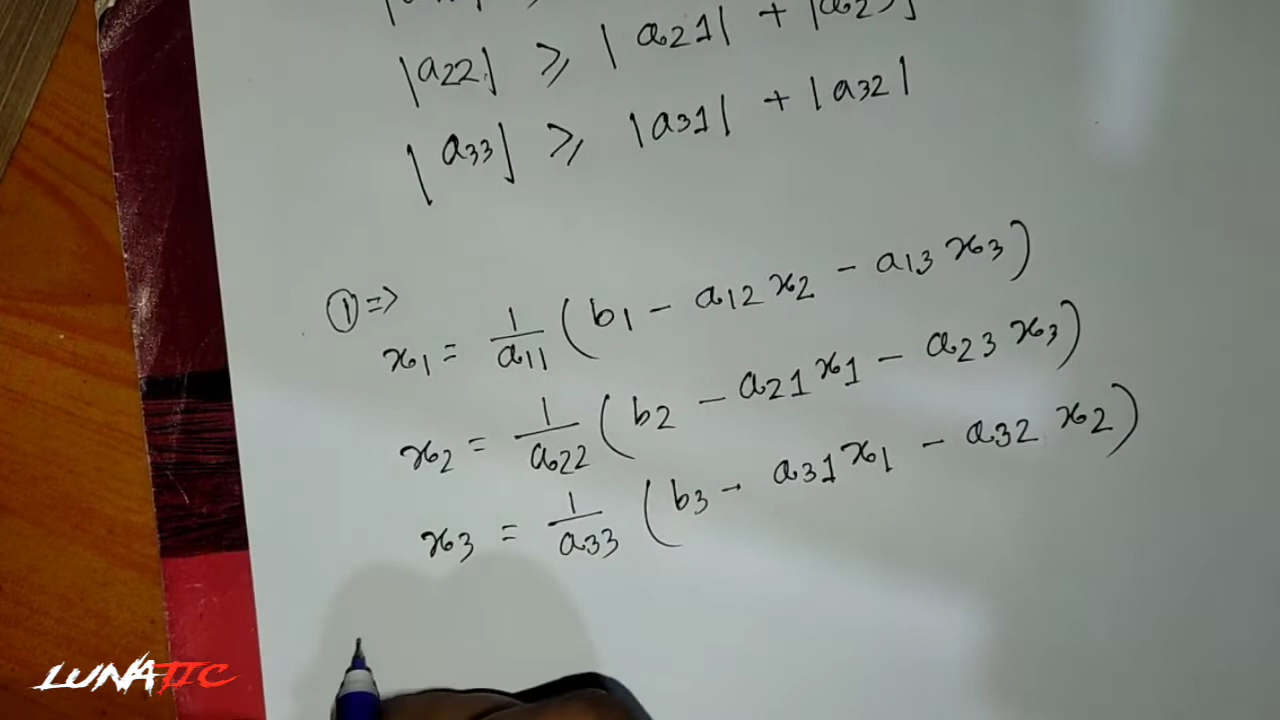 |a22| ⩾ |a21| + |a23|
|a33| ⩾ |a31| + |a32|
① =>
x1 = 1/a11 (b1 - a12 x2 - a13 x3)
x2 = 1/a22 (b2 - a21 x1 - a23 x3)
x3 = 1/a33 (b3 - a31 x1 - a32 x2)
LUNATIC